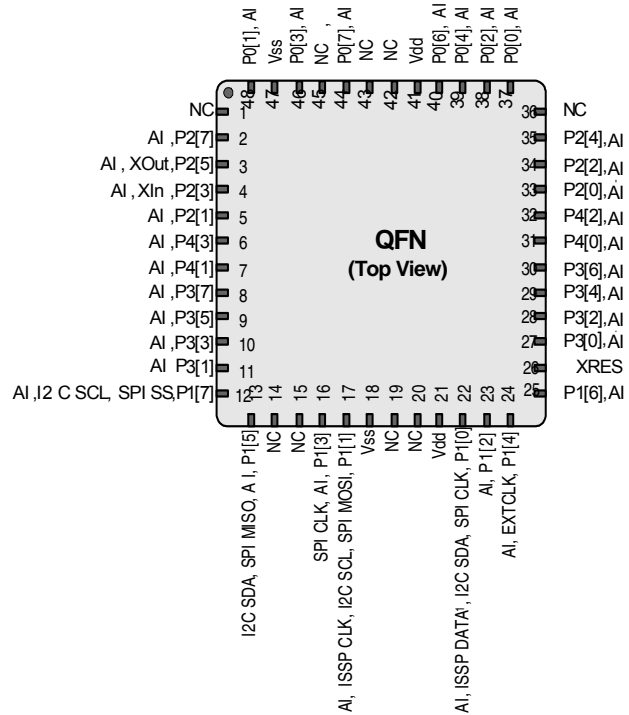 P0[1], AI
Vss
P0[3], AI
NC ,
P0[7], AI
NC
NC
Vdd
P0[6], AI
P0[4], AI
P0[2], AI
P0[0], AI
48
47
46
45
44
43
42
41
40
39
38
37
NC 1
AI ,P2[7] 2
AI , XOut,P2[5] 3
AI , XIn ,P2[3] 4
AI ,P2[1] 5
AI ,P4[3] 6
AI ,P4[1] 7
AI ,P3[7] 8
AI ,P3[5] 9
AI ,P3[3] 10
AI P3[1] 11
AI ,I2 C SCL, SPI SS,P1[7] 12
QFN
(Top View)
36 NC
35 P2[4],AI
34 P2[2],AI
33 P2[0],AI
32 P4[2],AI
31 P4[0],AI
30 P3[6],AI
29 P3[4],AI
28 P3[2],AI
27 P3[0],AI
26 XRES
25 P1[6],AI
13
14
15
16
17
18
19
20
21
22
23
24
I2C SDA, SPI MISO, A I, P1[5]
NC
NC
SPI CLK, AI, P1[3]
AI, ISSP CLK, I2C SCL, SPI MOSI, P1[1]
Vss
NC
NC
Vdd
AI, ISSP DATA¹, I2C SDA, SPI CLK, P1[0]
AI, P1[2]
AI, EXTCLK, P1[4]